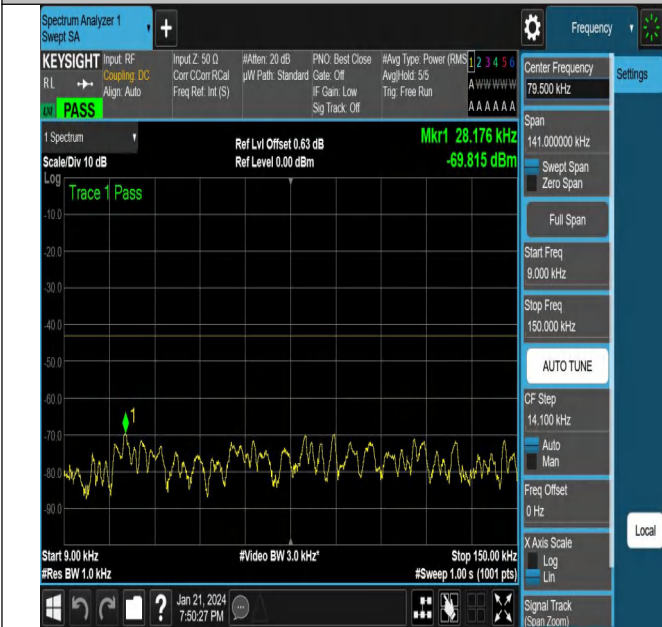 Spectrum Analyzer 1
Swept SA
+
Frequency
KEYSIGHT
RL
PASS
Input: RF
Coupling: DC
Align: Auto
Input Z: 50 Ω
Corr CCorr RCal
Freq Ref: Int (S)
#Atten: 20 dB
µW Path: Standard
PNO: Best Close
Gate: Off
IF Gain: Low
Sig Track: Off
#Avg Type: Power (RMS
Avg|Hold: 5/5
Trig: Free Run
1 2 3 4 5 6
A W W W W W
A A A A A A
1 Spectrum
Scale/Div 10 dB
Ref Lvl Offset 0.63 dB
Ref Level 0.00 dBm
Mkr1 28.176 kHz
-69.815 dBm
Log
Trace 1 Pass
-10.0
-20.0
-30.0
-40.0
-50.0
-60.0
1
-70.0
-80.0
-90.0
Start 9.00 kHz
#Res BW 1.0 kHz
#Video BW 3.0 kHz*
Stop 150.00 kHz
#Sweep 1.00 s (1001 pts)
?
Jan 21, 2024
7:50:27 PM
Center Frequency
79.500 kHz
Settings
Span
141.000000 kHz
Swept Span
Zero Span
Full Span
Start Freq
9.000 kHz
Stop Freq
150.000 kHz
AUTO TUNE
CF Step
14.100 kHz
Auto
Man
Freq Offset
0 Hz
Local
X Axis Scale
Log
Lin
Signal Track
(Span Zoom)